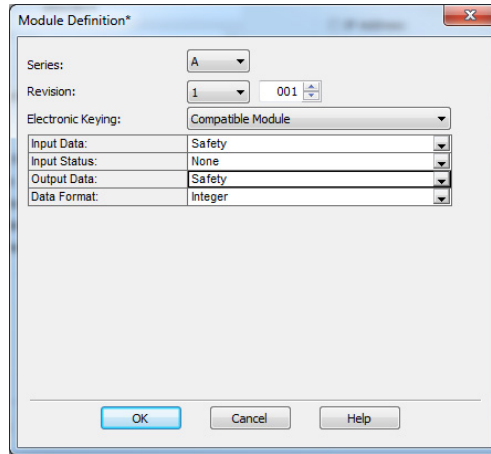 Module Definition*
Series: A
Revision: 1 001
Electronic Keying: Compatible Module
Input Data: Safety
Input Status: None
Output Data: Safety
Data Format: Integer
OK Cancel Help